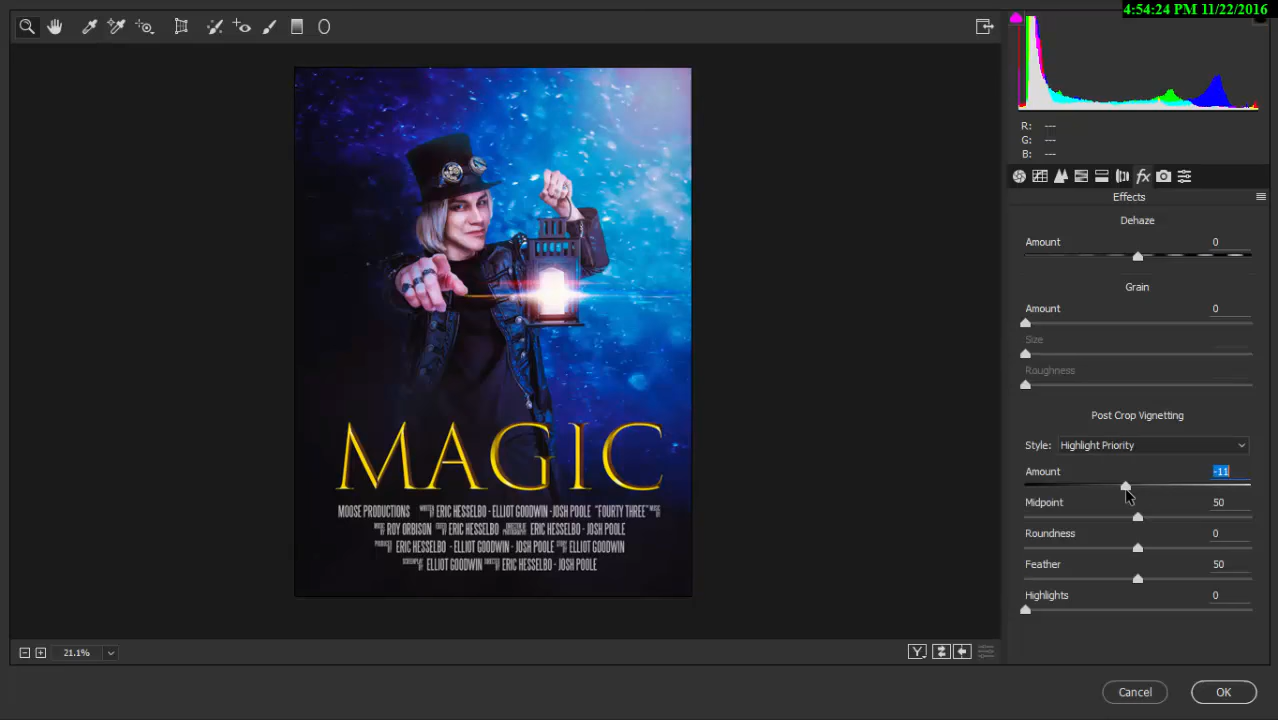 4:54:24 PM 11/22/2016
R: ---
G: ---
B: ---
fx
Effects
Dehaze
Amount 0
Grain
Amount 0
Size
Roughness
Post Crop Vignetting
Style: Highlight Priority
Amount -11
Midpoint 50
Roundness 0
Feather 50
Highlights 0
MAGIC
MOOSE PRODUCTIONS ERIC HESSELBO - ELLIOT GOODWIN - JOSH POOLE "FOURTY THREE"
ROY ORBISON ERIC HESSELBO ERIC HESSELBO - JOSH POOLE
ERIC HESSELBO - ELLIOT GOODWIN - JOSH POOLE ELLIOT GOODWIN
ELLIOT GOODWIN ERIC HESSELBO - JOSH POOLE
21.1%
Y
Cancel OK